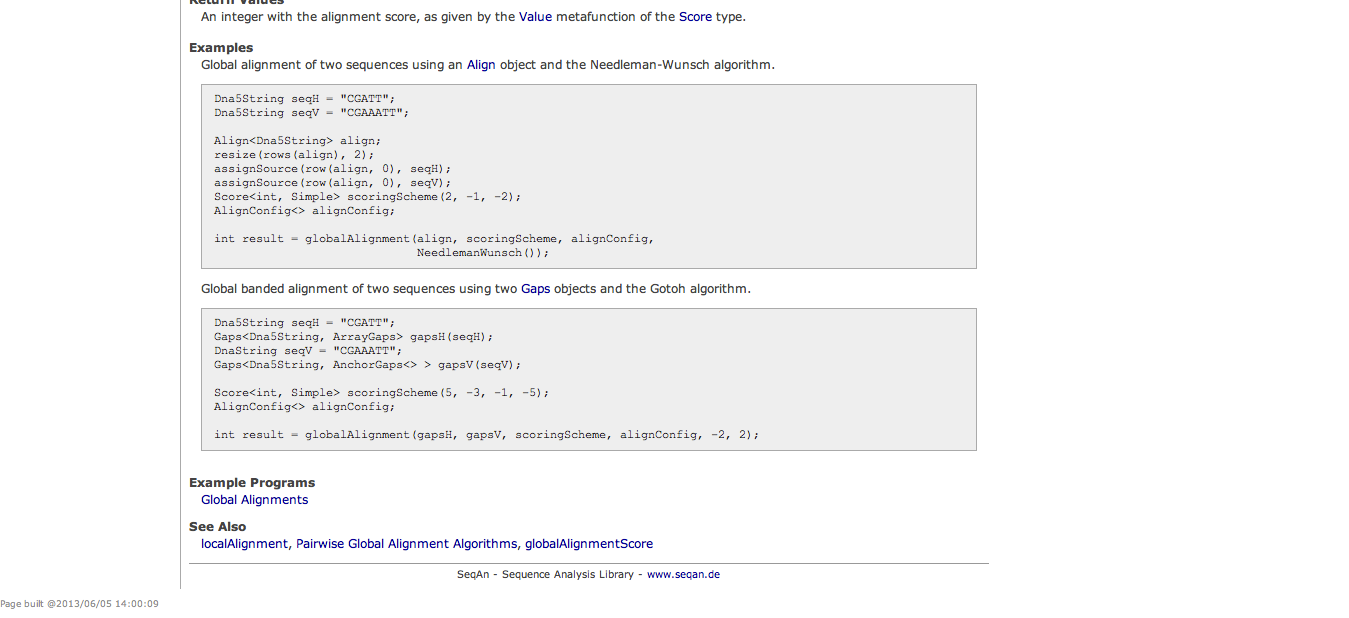 Return Values
An integer with the alignment score, as given by the Value metafunction of the Score type.
Examples
Global alignment of two sequences using an Align object and the Needleman-Wunsch algorithm.
Dna5String seqH = "CGATT";
Dna5String seqV = "CGAAATT";
Align<Dna5String> align;
resize(rows(align), 2);
assignSource(row(align, 0), seqH);
assignSource(row(align, 0), seqV);
Score<int, Simple> scoringScheme(2, -1, -2);
AlignConfig<> alignConfig;
int result = globalAlignment(align, scoringScheme, alignConfig,
NeedlemanWunsch());
Global banded alignment of two sequences using two Gaps objects and the Gotoh algorithm.
Dna5String seqH = "CGATT";
Gaps<Dna5String, ArrayGaps> gapsH(seqH);
DnaString seqV = "CGAAATT";
Gaps<Dna5String, AnchorGaps<> > gapsV(seqV);
Score<int, Simple> scoringScheme(5, -3, -1, -5);
AlignConfig<> alignConfig;
int result = globalAlignment(gapsH, gapsV, scoringScheme, alignConfig, -2, 2);
Example Programs
Global Alignments
See Also
localAlignment, Pairwise Global Alignment Algorithms, globalAlignmentScore
SeqAn - Sequence Analysis Library - www.seqan.de
Page built @2013/06/05 14:00:09